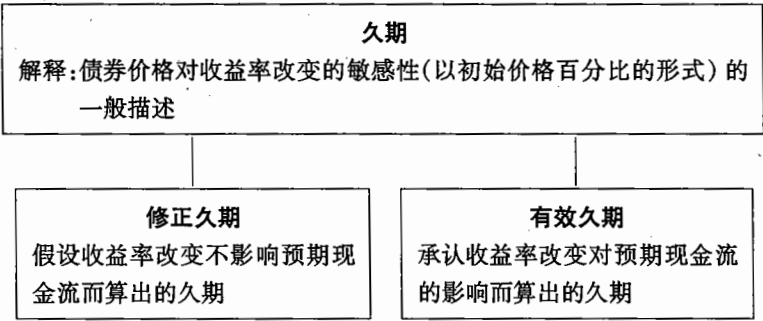 久期
解释:债券价格对收益率改变的敏感性(以初始价格百分比的形式)的
一般描述
修正久期
假设收益率改变不影响预期现
金流而算出的久期
有效久期
承认收益率改变对预期现金流
的影响而算出的久期